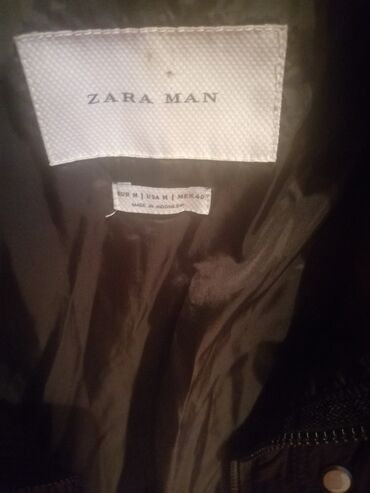 ZARA MAN
EUR M | USA M | MEX 40
MADE IN INDONESIA